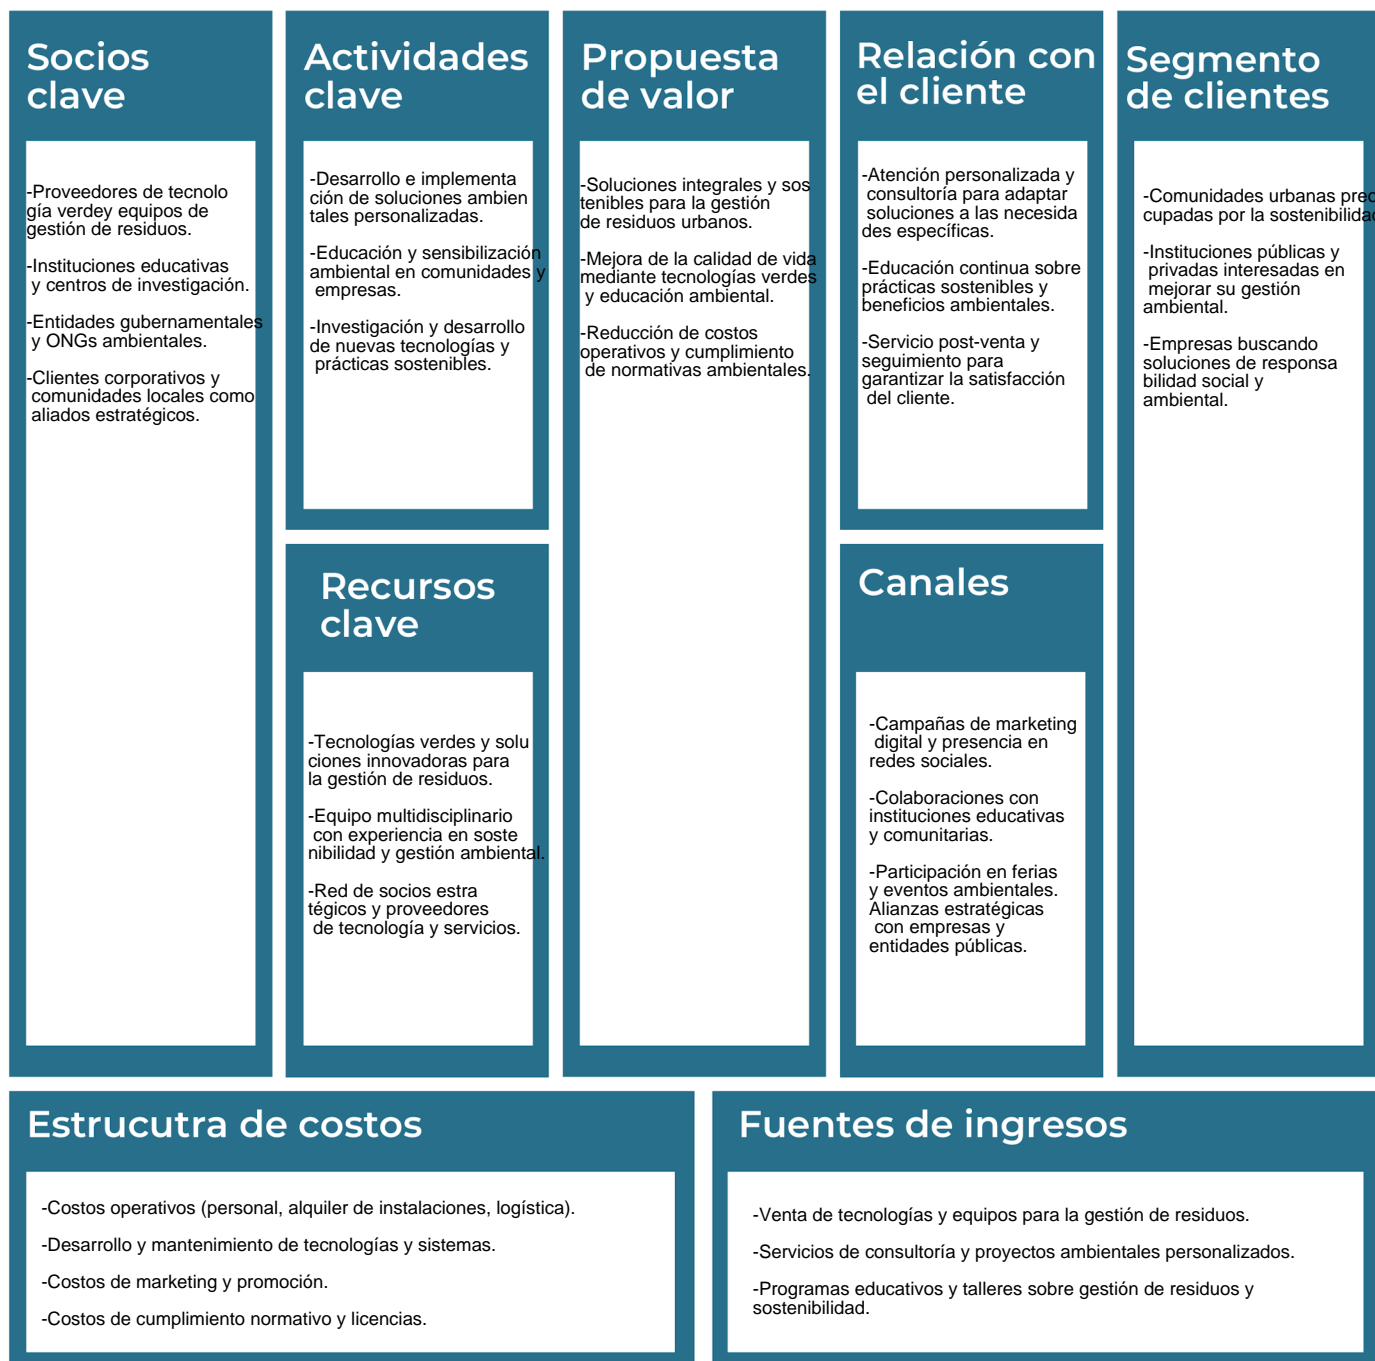 Socios
clave
-Proveedores de tecnolo
gía verdey equipos de
gestión de residuos.
-Instituciones educativas
y centros de investigación.
-Entidades gubernamentales
y ONGs ambientales.
-Clientes corporativos y
comunidades locales como
aliados estratégicos.
Actividades
clave
-Desarrollo e implementa
ción de soluciones ambien
tales personalizadas.
-Educación y sensibilización
ambiental en comunidades y
empresas.
-Investigación y desarrollo
de nuevas tecnologías y
prácticas sostenibles.
Recursos
clave
-Tecnologías verdes y solu
ciones innovadoras para
la gestión de residuos.
-Equipo multidisciplinario
con experiencia en soste
nibilidad y gestión ambiental.
-Red de socios estra
tégicos y proveedores
de tecnología y servicios.
Propuesta
de valor
-Soluciones integrales y sos
tenibles para la gestión
de residuos urbanos.
-Mejora de la calidad de vida
mediante tecnologías verdes
y educación ambiental.
-Reducción de costos
operativos y cumplimiento
de normativas ambientales.
Relación con
el cliente
-Atención personalizada y
consultoría para adaptar
soluciones a las necesida
des específicas.
-Educación continua sobre
prácticas sostenibles y
beneficios ambientales.
-Servicio post-venta y
seguimiento para
garantizar la satisfacción
del cliente.
Canales
-Campañas de marketing
digital y presencia en
redes sociales.
-Colaboraciones con
instituciones educativas
y comunitarias.
-Participación en ferias
y eventos ambientales.
Alianzas estratégicas
con empresas y
entidades públicas.
Segmento
de clientes
-Comunidades urbanas preo
cupadas por la sostenibilidad
-Instituciones públicas y
privadas interesadas en
mejorar su gestión
ambiental.
-Empresas buscando
soluciones de responsa
bilidad social y
ambiental.
Estrucutra de costos
-Costos operativos (personal, alquiler de instalaciones, logística).
-Desarrollo y mantenimiento de tecnologías y sistemas.
-Costos de marketing y promoción.
-Costos de cumplimiento normativo y licencias.
Fuentes de ingresos
-Venta de tecnologías y equipos para la gestión de residuos.
-Servicios de consultoría y proyectos ambientales personalizados.
-Programas educativos y talleres sobre gestión de residuos y
sostenibilidad.